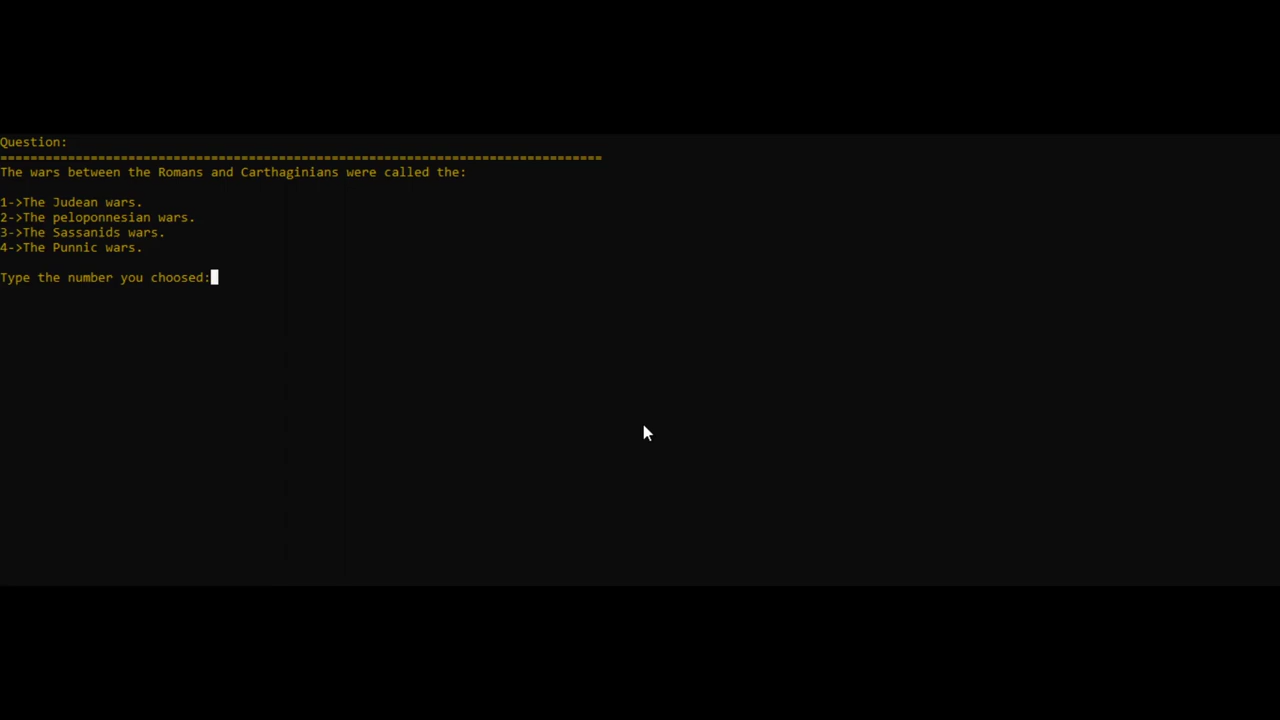 Question:
================================================================================
The wars between the Romans and Carthaginians were called the:
1->The Judean wars.
2->The peloponnesian wars.
3->The Sassanids wars.
4->The Punnic wars.
Type the number you choosed: